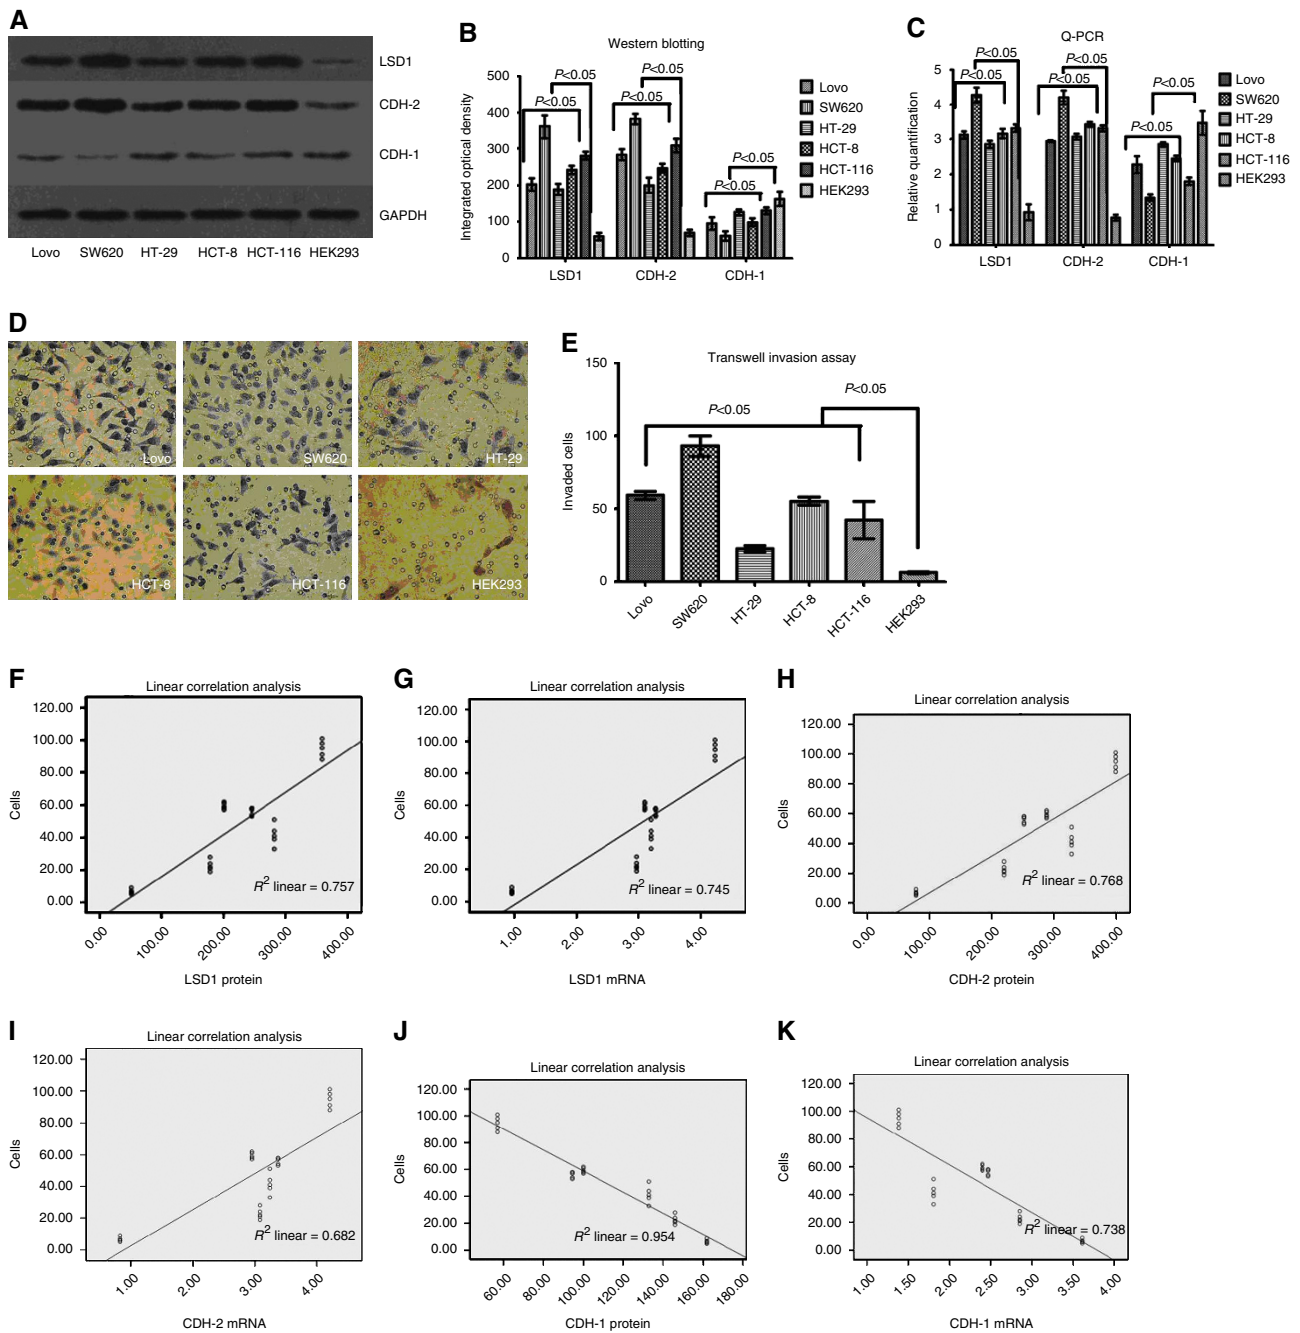 A
LSD1
CDH-2
CDH-1
GAPDH
Lovo SW620 HT-29 HCT-8 HCT-116 HEK293
B
Western blotting
Integrated optical density
500
400
300
200
100
0
P<0.05
P<0.05
P<0.05
P<0.05
P<0.05
P<0.05
LSD1 CDH-2 CDH-1
Lovo
SW620
HT-29
HCT-8
HCT-116
HEK293
C
Q-PCR
Relative quantification
5
4
3
2
1
0
P<0.05
P<0.05
P<0.05
P<0.05
P<0.05
P<0.05
LSD1 CDH-2 CDH-1
Lovo
SW620
HT-29
HCT-8
HCT-116
HEK293
D
Lovo
SW620
HT-29
HCT-8
HCT-116
HEK293
E
Transwell invasion assay
Invaded cells
150
100
50
0
P<0.05
P<0.05
Lovo SW620 HT-29 HCT-8 HCT-116 HEK293
F
Linear correlation analysis
Cells
120.00
100.00
80.00
60.00
40.00
20.00
0.00
R² linear = 0.757
0.00 100.00 200.00 300.00 400.00
LSD1 protein
G
Linear correlation analysis
Cells
120.00
100.00
80.00
60.00
40.00
20.00
0.00
R² linear = 0.745
1.00 2.00 3.00 4.00
LSD1 mRNA
H
Linear correlation analysis
Cells
120.00
100.00
80.00
60.00
40.00
20.00
0.00
R² linear = 0.768
0.00 100.00 200.00 300.00 400.00
CDH-2 protein
I
Linear correlation analysis
Cells
120.00
100.00
80.00
60.00
40.00
20.00
0.00
R² linear = 0.682
1.00 2.00 3.00 4.00
CDH-2 mRNA
J
Linear correlation analysis
Cells
120.00
100.00
80.00
60.00
40.00
20.00
0.00
R² linear = 0.954
60.00 80.00 100.00 120.00 140.00 160.00 180.00
CDH-1 protein
K
Linear correlation analysis
Cells
120.00
100.00
80.00
60.00
40.00
20.00
0.00
R² linear = 0.738
1.00 1.50 2.00 2.50 3.00 3.50 4.00
CDH-1 mRNA